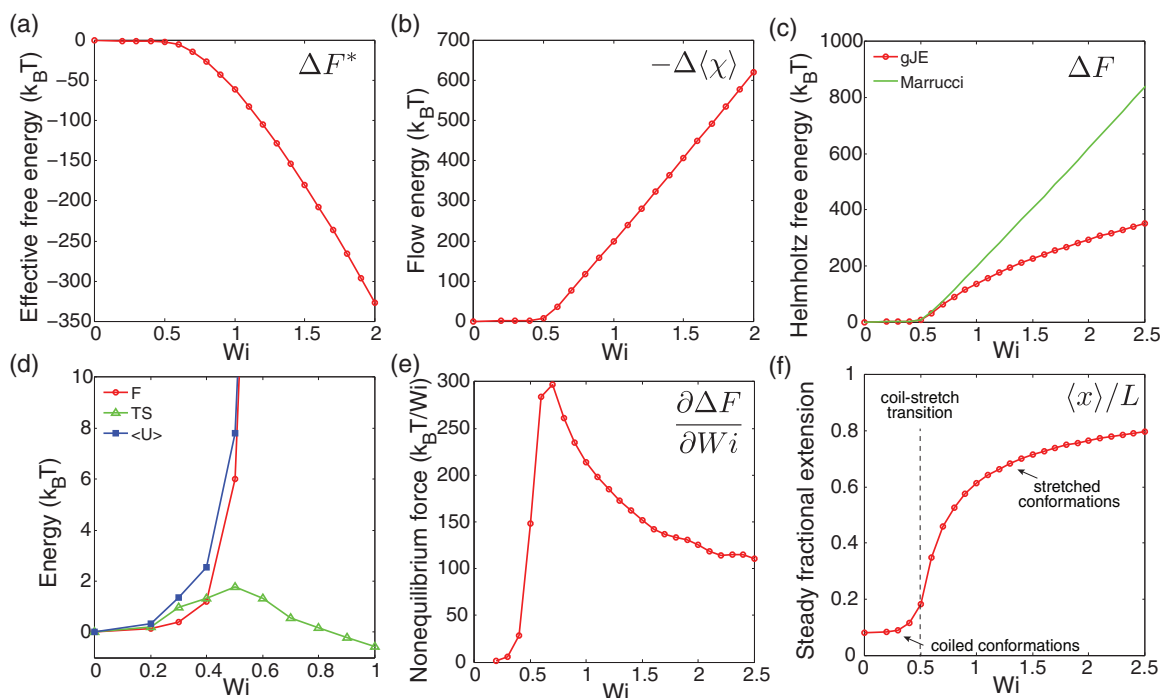 (a)
ΔF*
Effective free energy (k_BT)
0
−50
−100
−150
−200
−250
−300
−350
0
0.5
1
1.5
2
Wi
(b)
−Δ⟨χ⟩
Flow energy (k_BT)
700
600
500
400
300
200
100
0
0
0.5
1
1.5
2
Wi
(c)
gJE
Marrucci
ΔF
Helmholtz free energy (k_BT)
1000
800
600
400
200
0
0
0.5
1
1.5
2
2.5
Wi
(d)
F
TS
<U>
Energy (k_BT)
10
8
6
4
2
0
0
0.2
0.4
0.6
0.8
1
Wi
(e)
∂ΔF
∂Wi
Nonequilibrium force (k_BT/Wi)
300
250
200
150
100
50
0
0
0.5
1
1.5
2
2.5
Wi
(f)
⟨x⟩/L
coil-stretch
transition
stretched
conformations
coiled conformations
Steady fractional extension
1
0.8
0.6
0.4
0.2
0
0
0.5
1
1.5
2
2.5
Wi